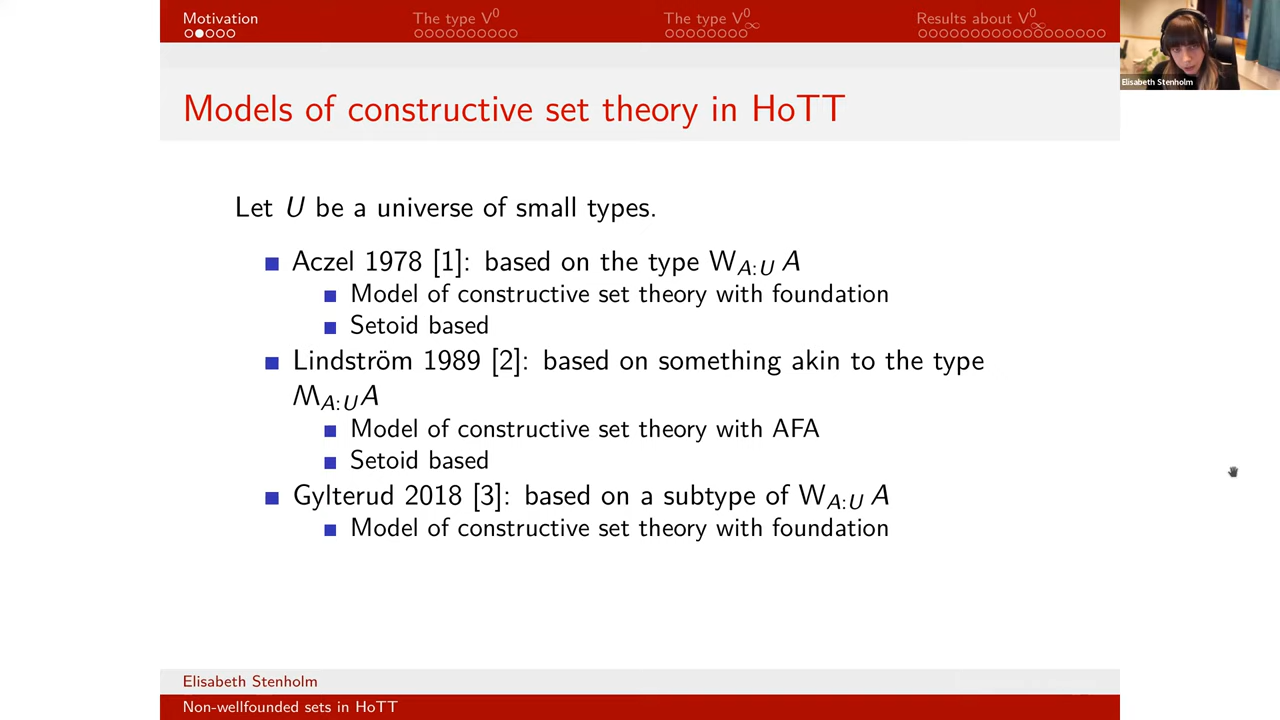 Motivation
The type V⁰
The type V⁰∞
Results about V⁰∞
Elisabeth Stenholm
Models of constructive set theory in HoTT
Let U be a universe of small types.
Aczel 1978 [1]: based on the type W_{A:U} A
Model of constructive set theory with foundation
Setoid based
Lindström 1989 [2]: based on something akin to the type
M_{A:U} A
Model of constructive set theory with AFA
Setoid based
Gylterud 2018 [3]: based on a subtype of W_{A:U} A
Model of constructive set theory with foundation
Elisabeth Stenholm
Non-wellfounded sets in HoTT